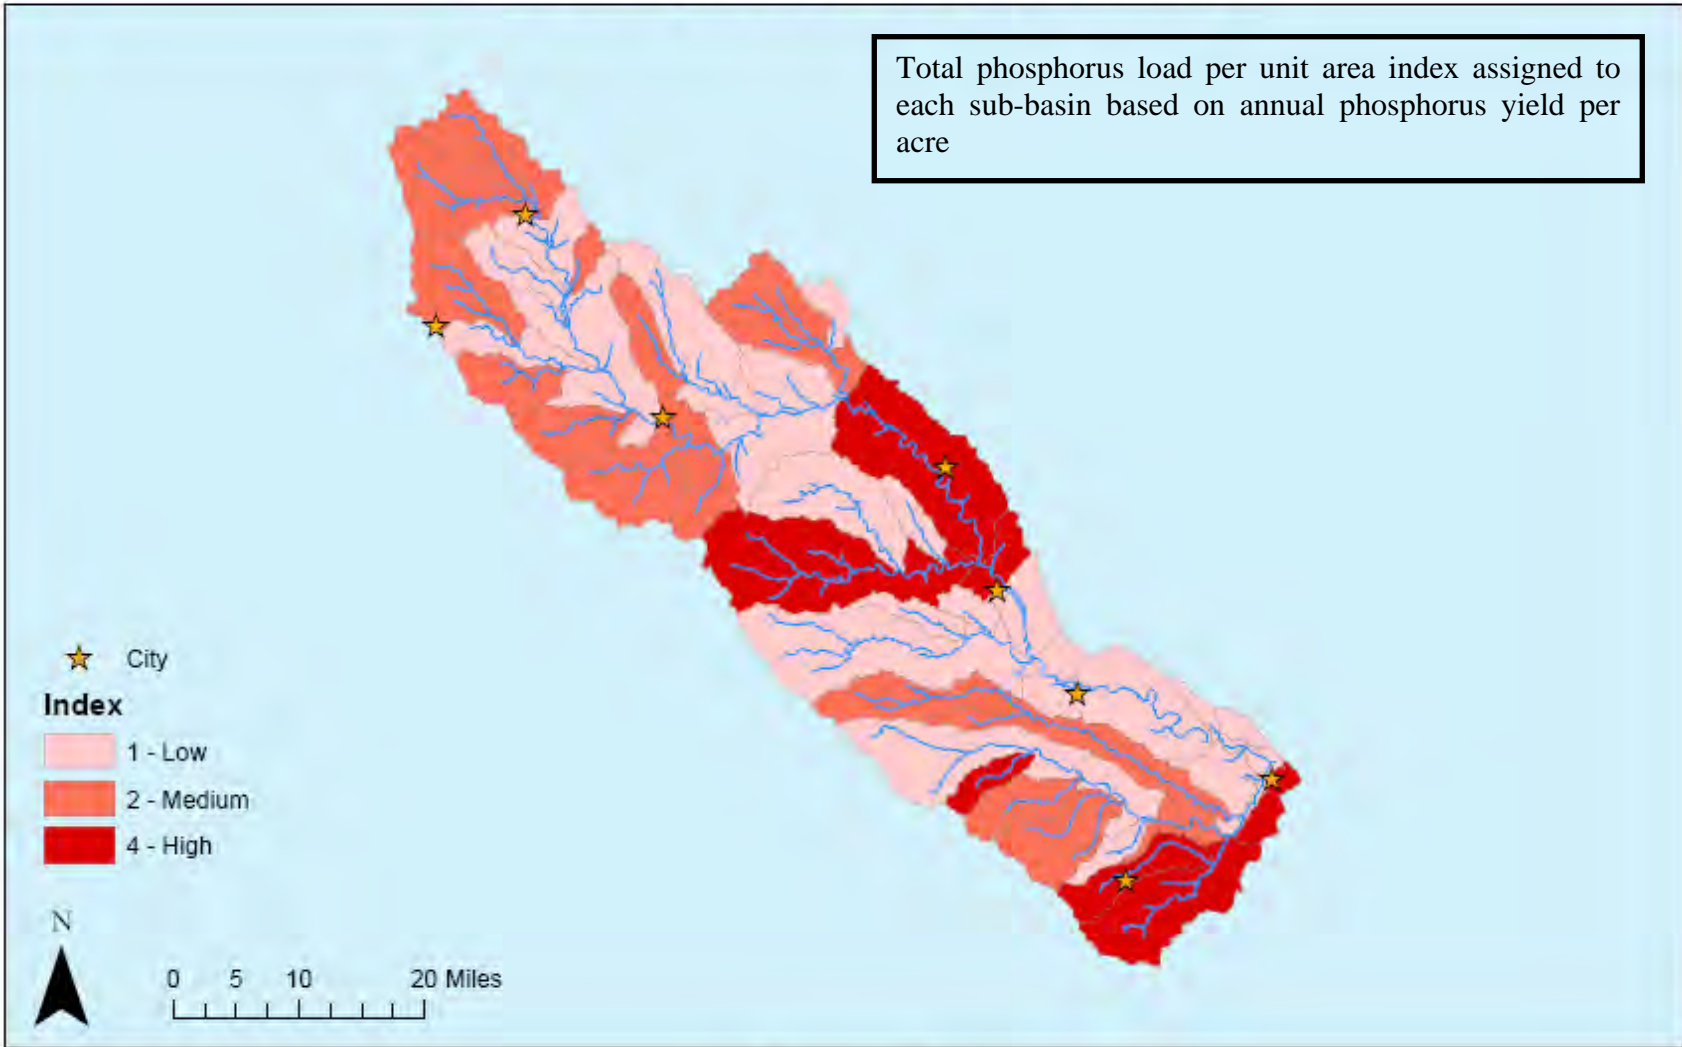 Total phosphorus load per unit area index assigned to
each sub-basin based on annual phosphorus yield per
acre
City
Index
1 - Low
2 - Medium
4 - High
N
0 5 10 20 Miles